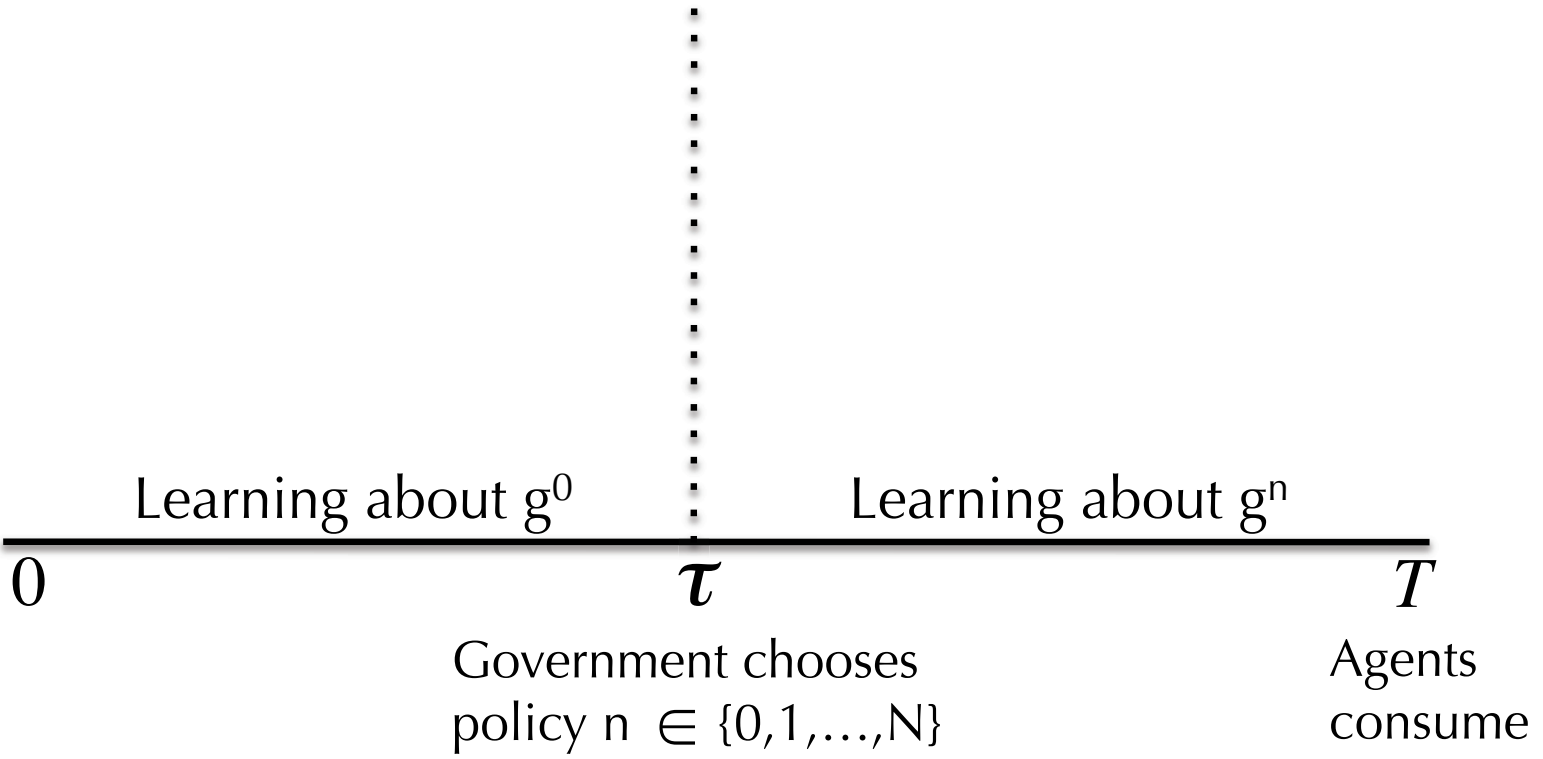 Learning about g⁰ Learning about gⁿ
0 τ T
Government chooses
policy n ∈ {0,1,…,N}
Agents
consume